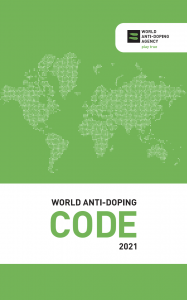 WORLD
ANTI-DOPING
AGENCY
play true
WORLD ANTI-DOPING
CODE
2021